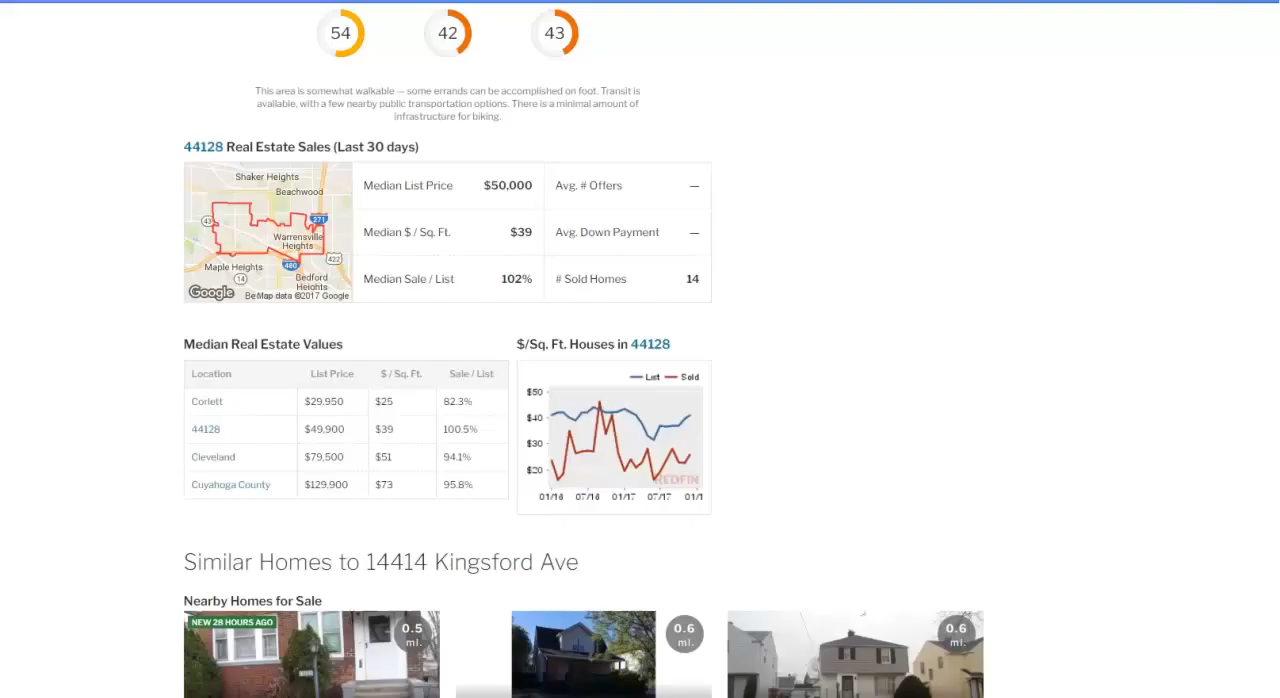 54
42
43
This area is somewhat walkable — some errands can be accomplished on foot. Transit is
available, with a few nearby public transportation options. There is a minimal amount of
infrastructure for biking.
44128 Real Estate Sales (Last 30 days)
Shaker Heights
Beachwood
43
271
Warrensville
Heights
422
Maple Heights
480
14
Bedford
Heights
Google
Map data ©2017 Google
Median List Price $50,000
Avg. # Offers —
Median $ / Sq. Ft. $39
Avg. Down Payment —
Median Sale / List 102%
# Sold Homes 14
Median Real Estate Values
Location List Price $ / Sq. Ft. Sale / List
Corlett $29,950 $25 82.3%
44128 $49,900 $39 100.5%
Cleveland $79,500 $51 94.1%
Cuyahoga County $129,900 $73 95.8%
$/Sq. Ft. Houses in 44128
List Sold
$50
$40
$30
$20
REDFIN
01/16 07/16 01/17 07/17 01/1
Similar Homes to 14414 Kingsford Ave
Nearby Homes for Sale
NEW 28 HOURS AGO
0.5
mi.
0.6
mi.
0.6
mi.